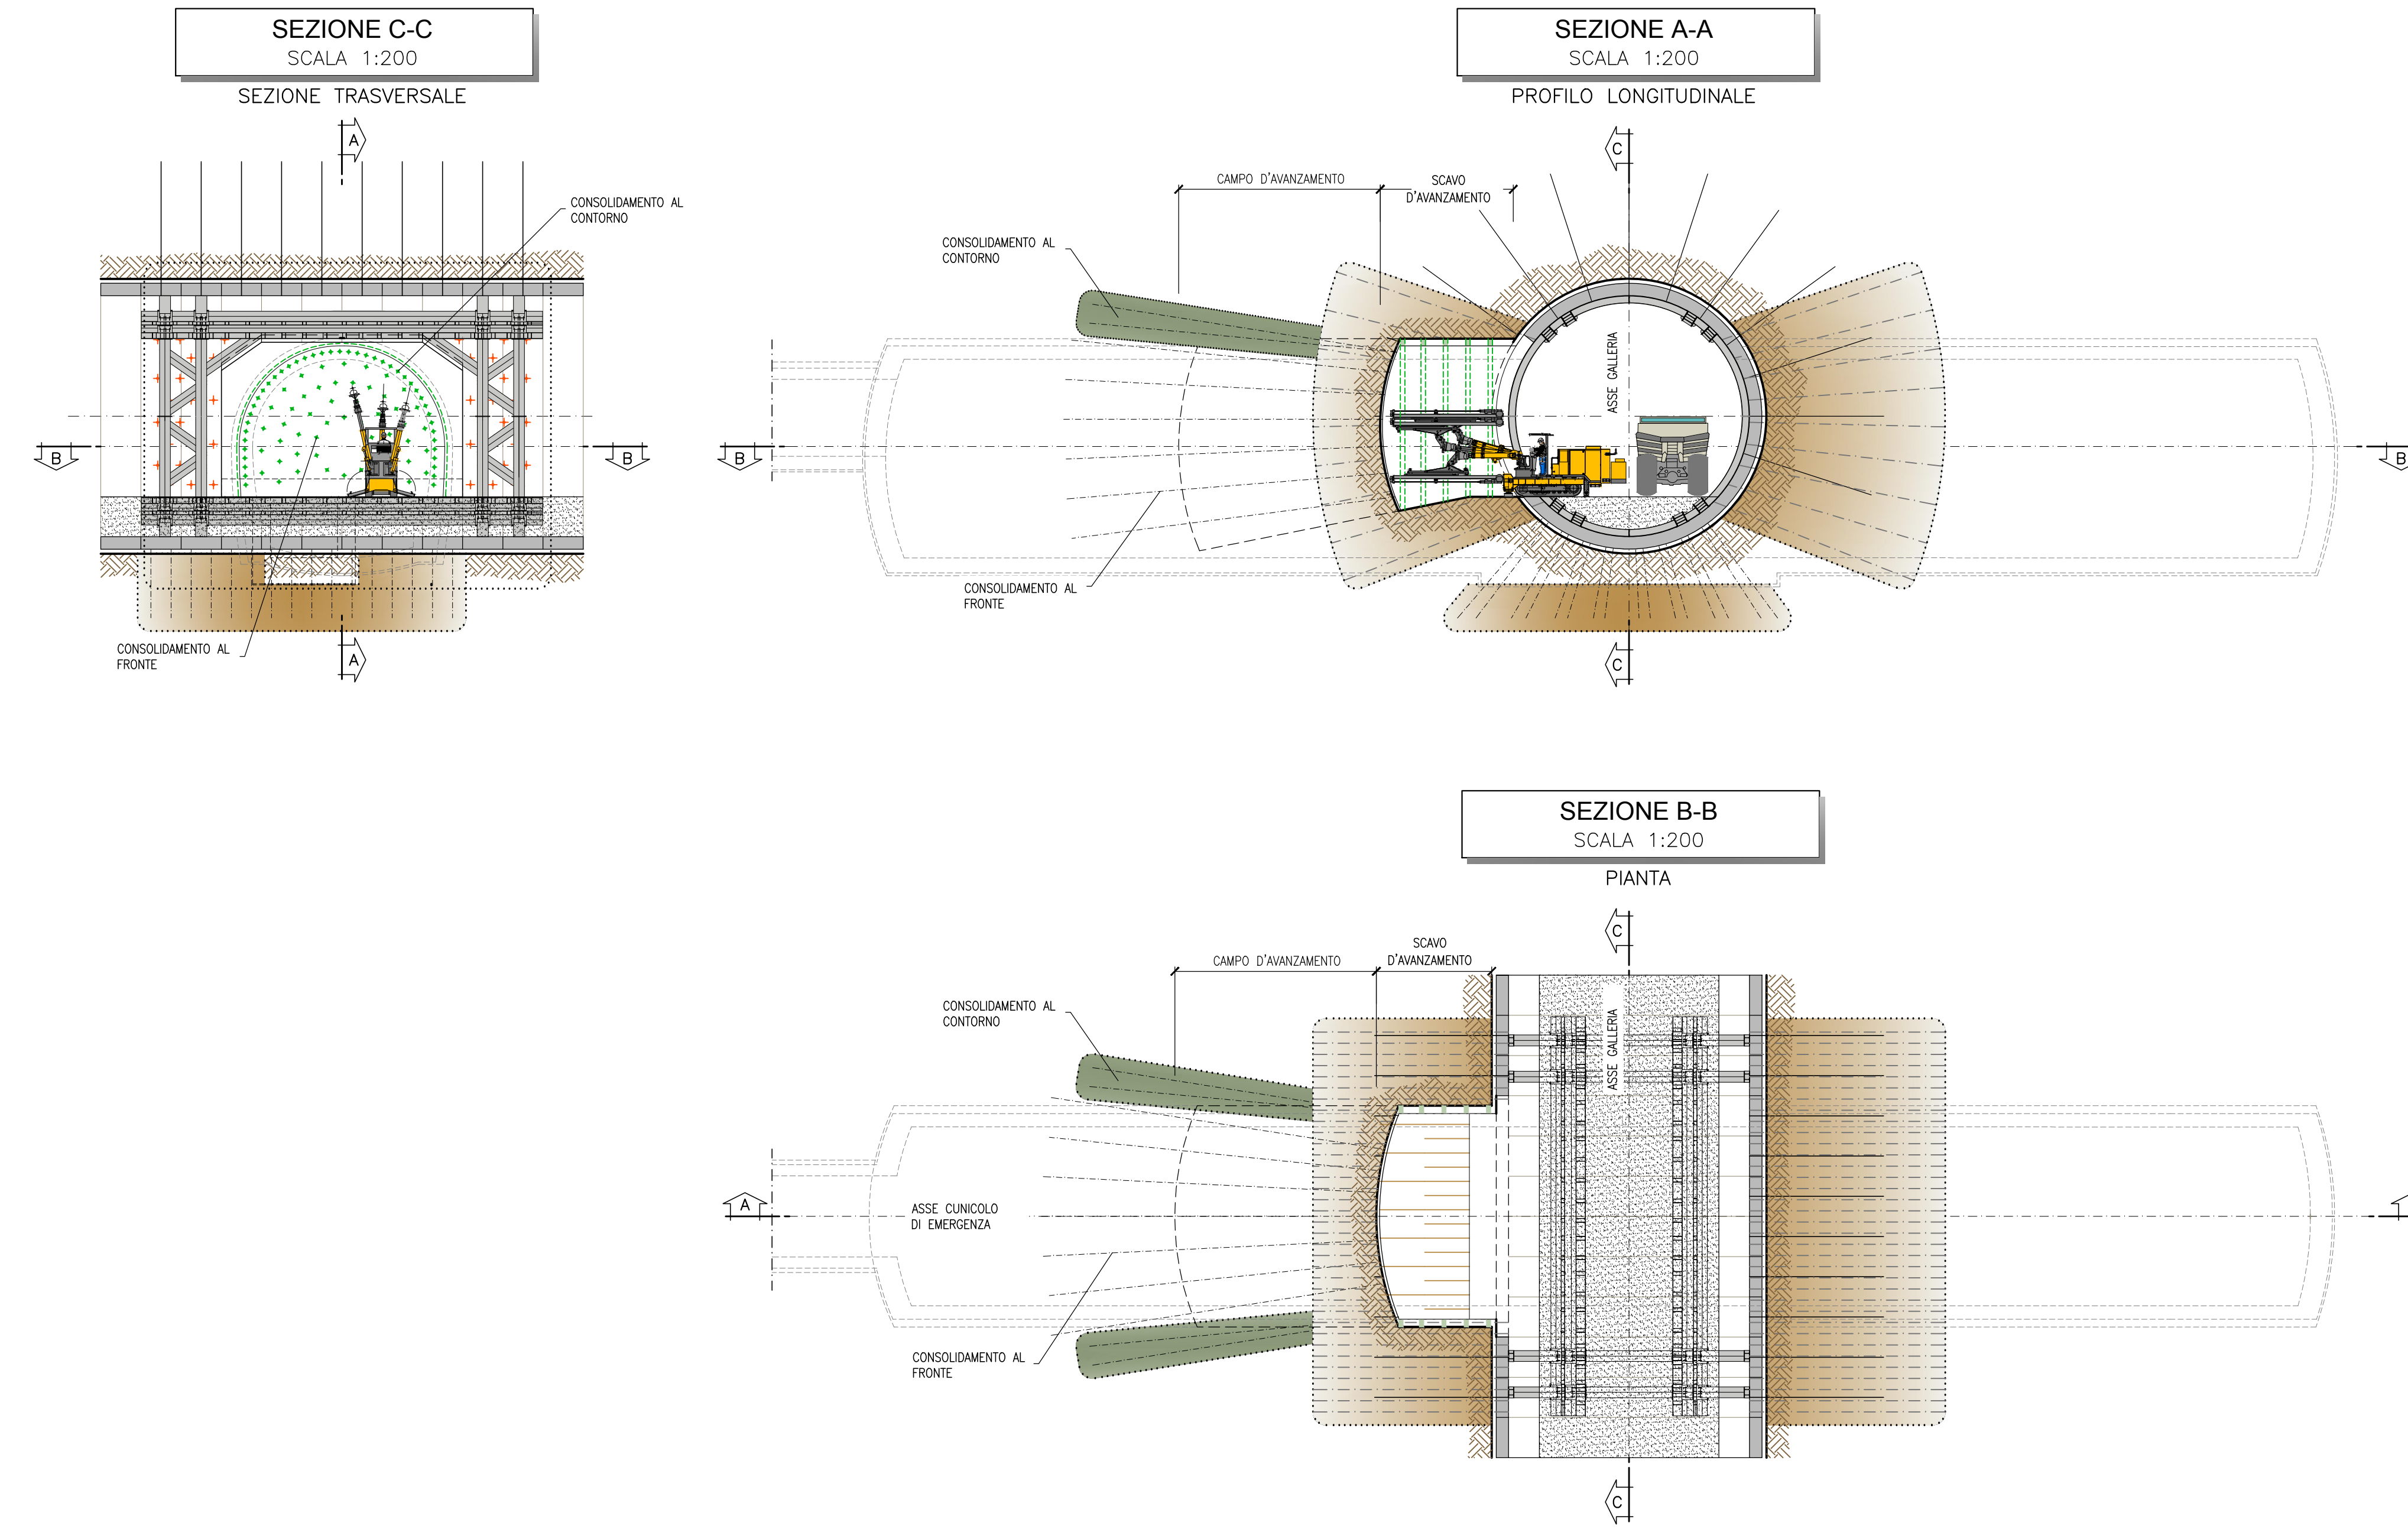 SEZIONE C-C
SCALA 1:200
SEZIONE TRASVERSALE
A
CONSOLIDAMENTO AL
CONTORNO
B
B
CONSOLIDAMENTO AL
FRONTE
A
SEZIONE A-A
SCALA 1:200
PROFILO LONGITUDINALE
C
CAMPO D'AVANZAMENTO
SCAVO
D'AVANZAMENTO
CONSOLIDAMENTO AL
CONTORNO
ASSE GALLERIA
B
B
CONSOLIDAMENTO AL
FRONTE
C
SEZIONE B-B
SCALA 1:200
PIANTA
C
CAMPO D'AVANZAMENTO
SCAVO
D'AVANZAMENTO
CONSOLIDAMENTO AL
CONTORNO
ASSE GALLERIA
A
ASSE CUNICOLO
DI EMERGENZA
CONSOLIDAMENTO AL
FRONTE
C